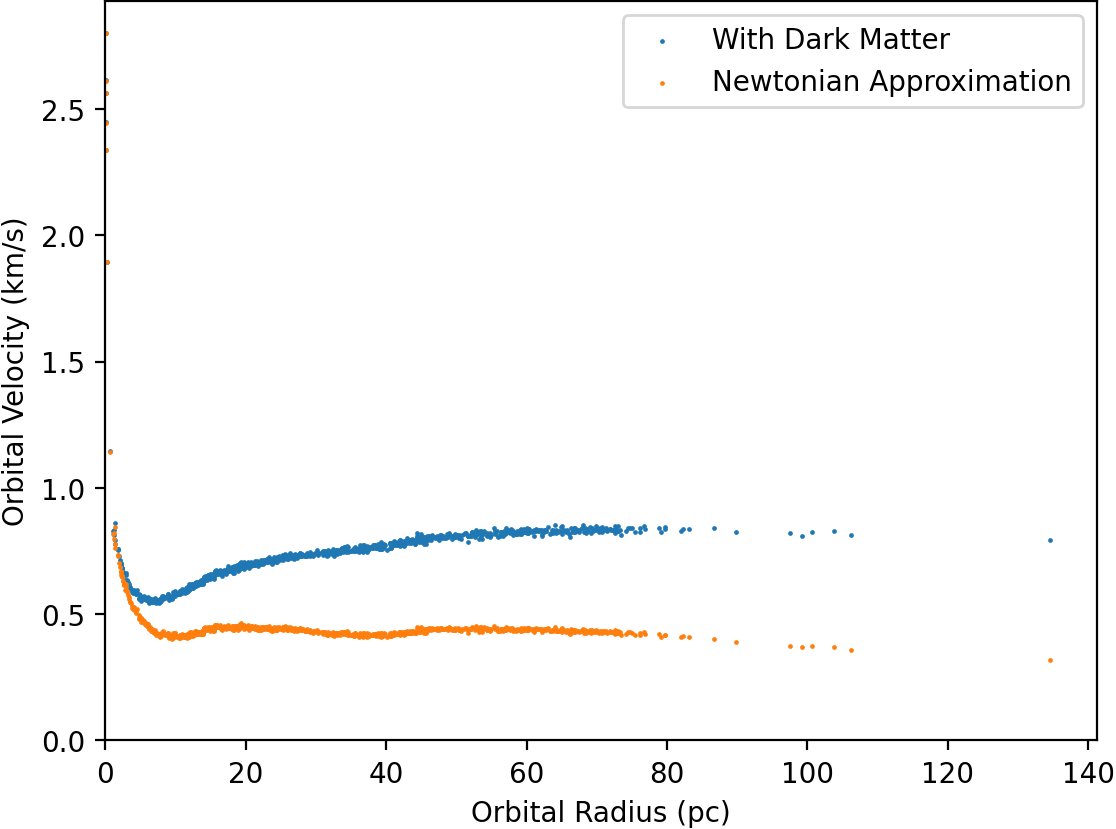 With Dark Matter
Newtonian Approximation
Orbital Velocity (km/s)
2.5
2.0
1.5
1.0
0.5
0.0
0 20 40 60 80 100 120 140
Orbital Radius (pc)